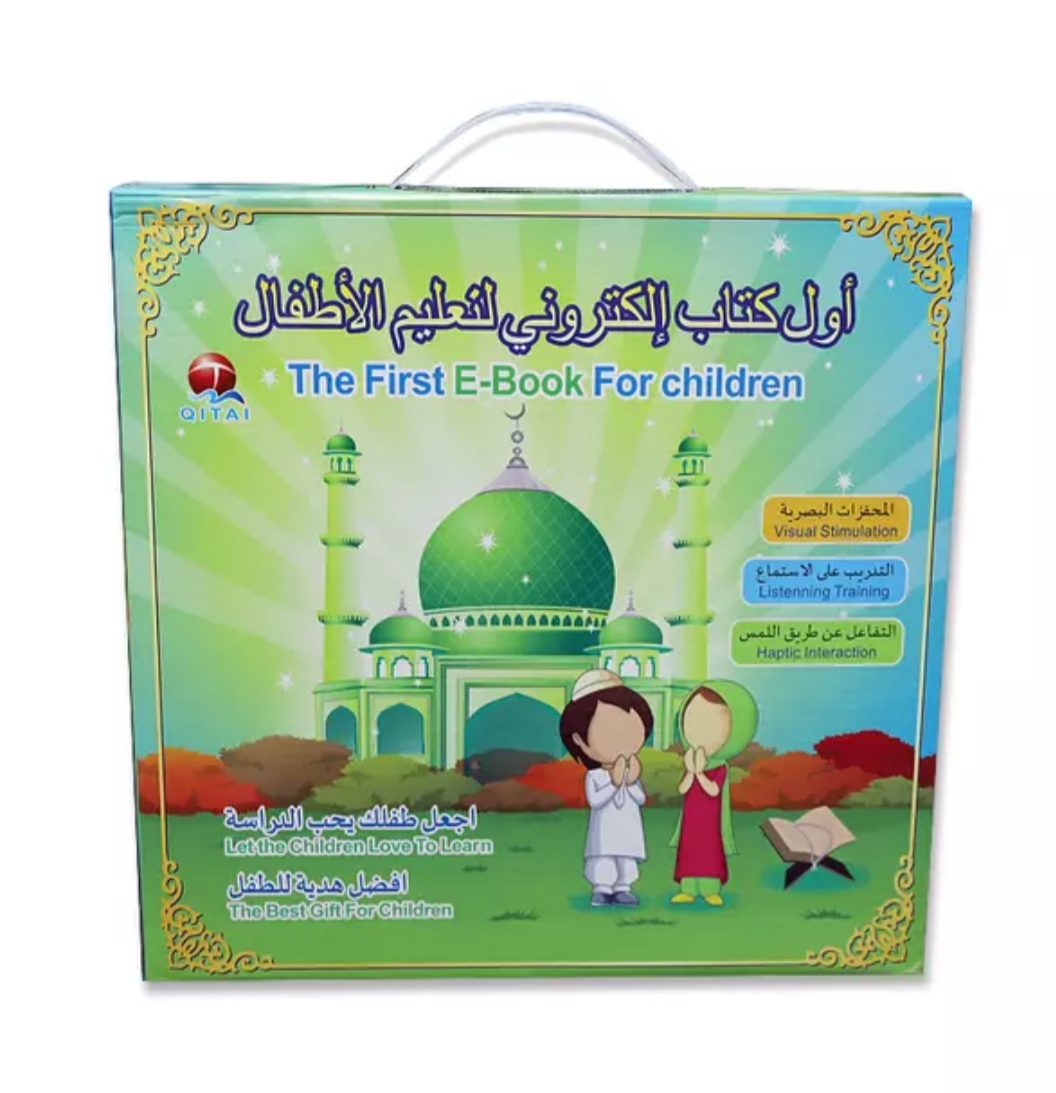 أول كتاب إلكتروني لتعليم الأطفال
The First E-Book For children
QITAI
المحفزات البصرية
Visual Stimulation
التدريب على الاستماع
Listenning Training
التفاعل عن طريق اللمس
Haptic Interaction
اجعل طفلك يحب الدراسة
Let the Children Love To Learn
افضل هدية للطفل
The Best Gift For Children